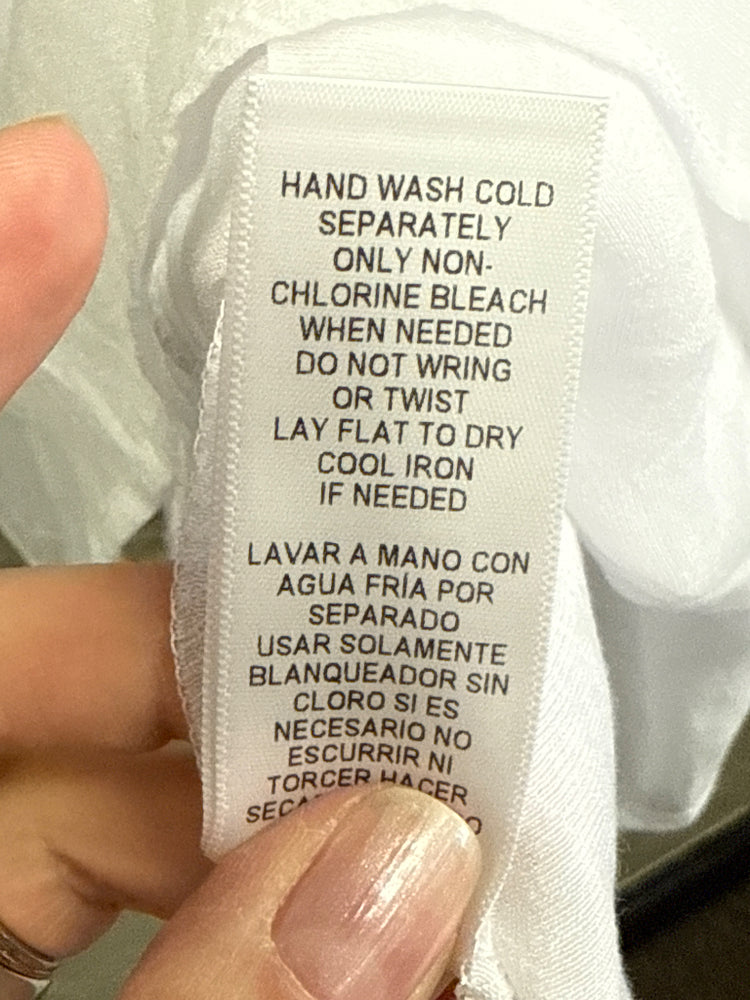 HAND WASH COLD
SEPARATELY
ONLY NON-
CHLORINE BLEACH
WHEN NEEDED
DO NOT WRING
OR TWIST
LAY FLAT TO DRY
COOL IRON
IF NEEDED
LAVAR A MANO CON
AGUA FRÍA POR
SEPARADO
USAR SOLAMENTE
BLANQUEADOR SIN
CLORO SI ES
NECESARIO NO
ESCURRIR NI
TORCER HACER